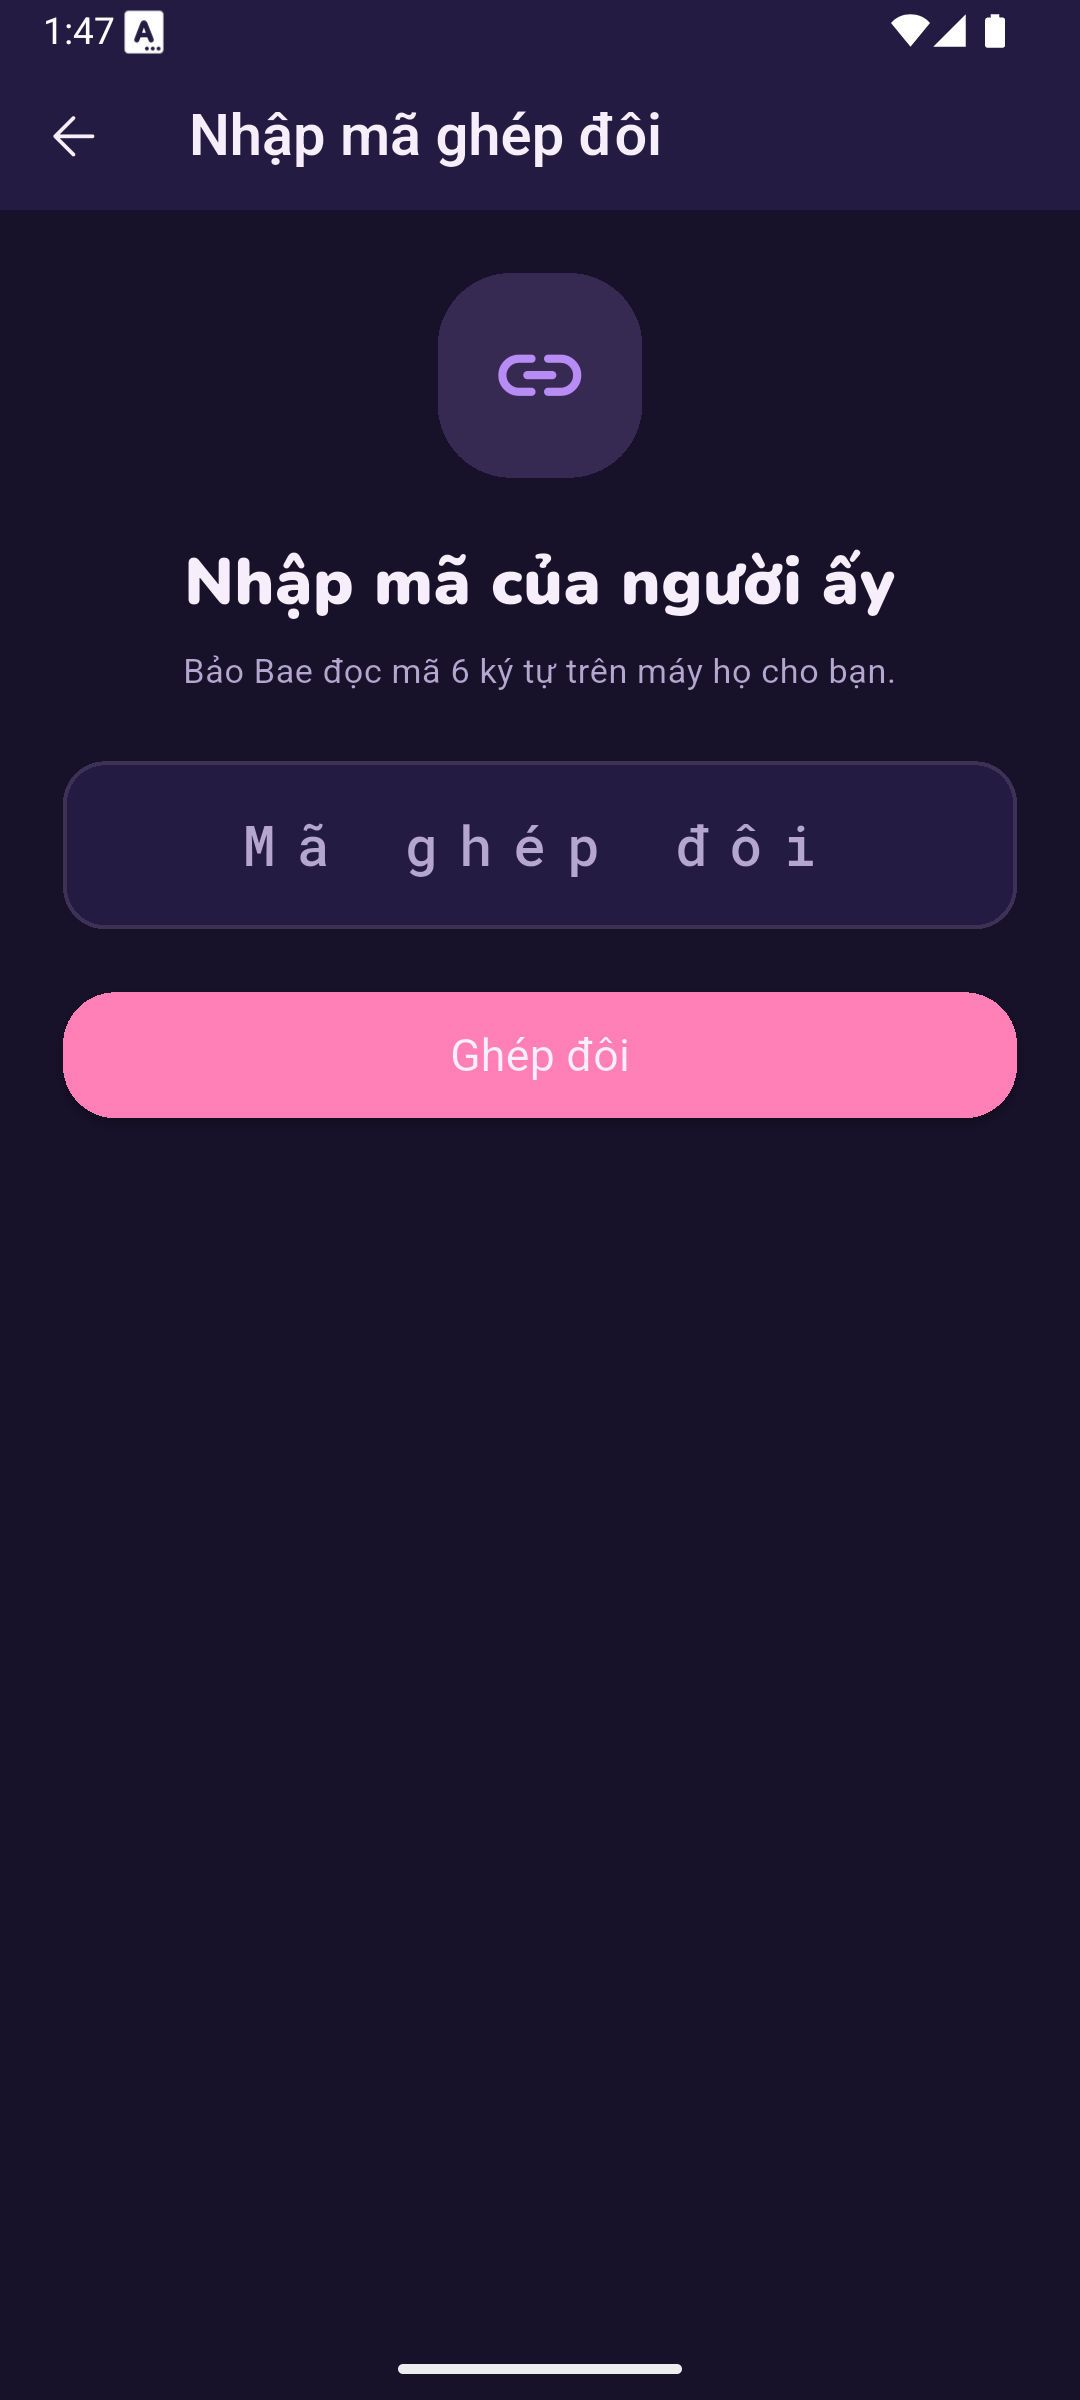 1:47
Nhập mã ghép đôi
Nhập mã của người ấy
Bảo Bae đọc mã 6 ký tự trên máy họ cho bạn.
Mã ghép đôi
Ghép đôi